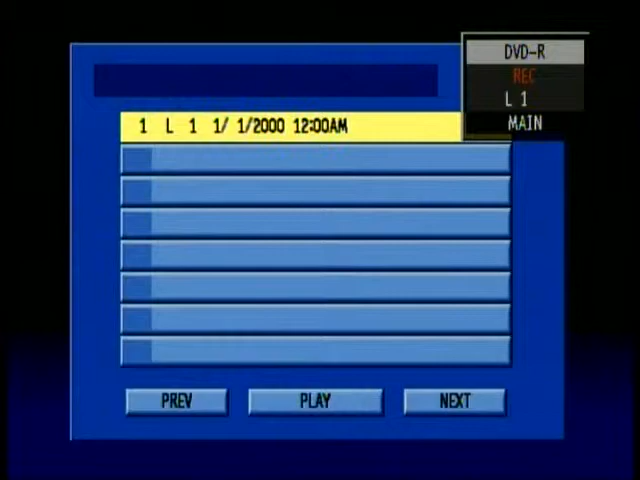 DVD-R
REC
L 1
MAIN
1 L 1 1/ 1/2000 12:00AM
PREV PLAY NEXT